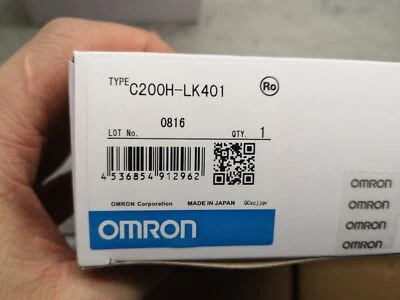 TYPE C200H-LK401 Ro
0816
LOT No. QTY. 1
4 536854 912962
OMRON Corporation MADE IN JAPAN QGxcjjqv
OMRON
OMRON
OMRON
OMRON
OMRON